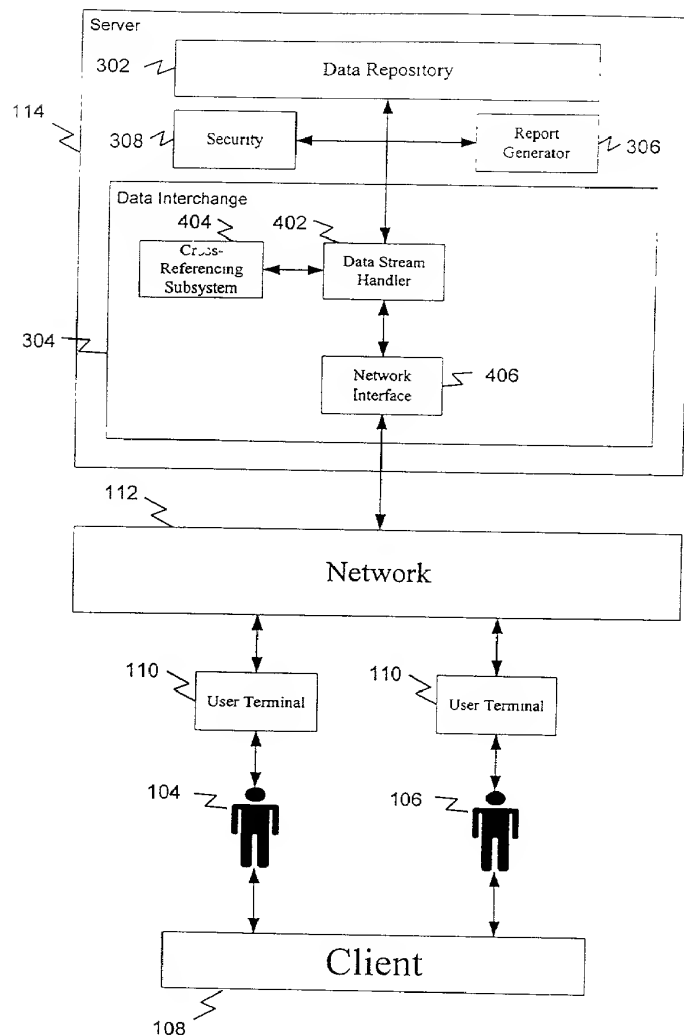 Server
302
Data Repository
114
308
Security
Report
Generator
306
Data Interchange
404
402
Referencing
Subsystem
Data Stream
Handler
304
Network
Interface
406
112
Network
110
User Terminal
110
User Terminal
104
106
Client
108